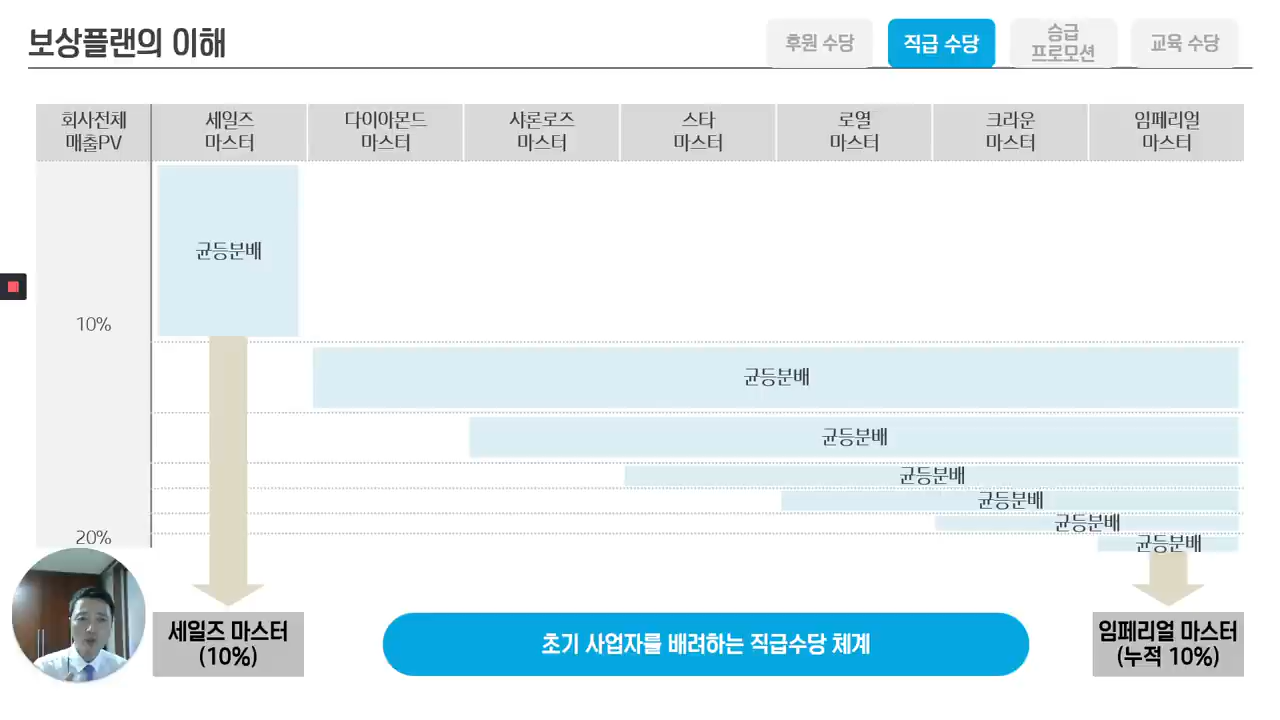 보상플랜의 이해
후원 수당
직급 수당
승급
프로모션
교육 수당
회사전체
매출PV
세일즈
마스터
다이아몬드
마스터
샤론로즈
마스터
스타
마스터
로열
마스터
크라운
마스터
임페리얼
마스터
균등분배
10%
균등분배
균등분배
균등분배
균등분배
균등분배
20%
균등분배
세일즈 마스터
(10%)
초기 사업자를 배려하는 직급수당 체계
임페리얼 마스터
(누적 10%)